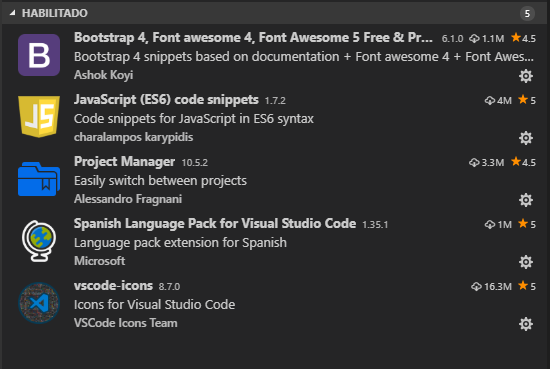 HABILITADO 5
Bootstrap 4, Font awesome 4, Font Awesome 5 Free & Pr... 6.1.0 1.1M 4.5
B
Bootstrap 4 snippets based on documentation + Font awesome 4 + Font Awes...
Ashok Koyi
JavaScript (ES6) code snippets 1.7.2 4M 5
JS
Code snippets for JavaScript in ES6 syntax
charalampos karypidis
Project Manager 10.5.2 3.3M 4.5
Easily switch between projects
Alessandro Fragnani
Spanish Language Pack for Visual Studio Code 1.35.1 1M 5
Language pack extension for Spanish
Microsoft
vscode-icons 8.7.0 16.3M 5
Icons for Visual Studio Code
VSCode Icons Team